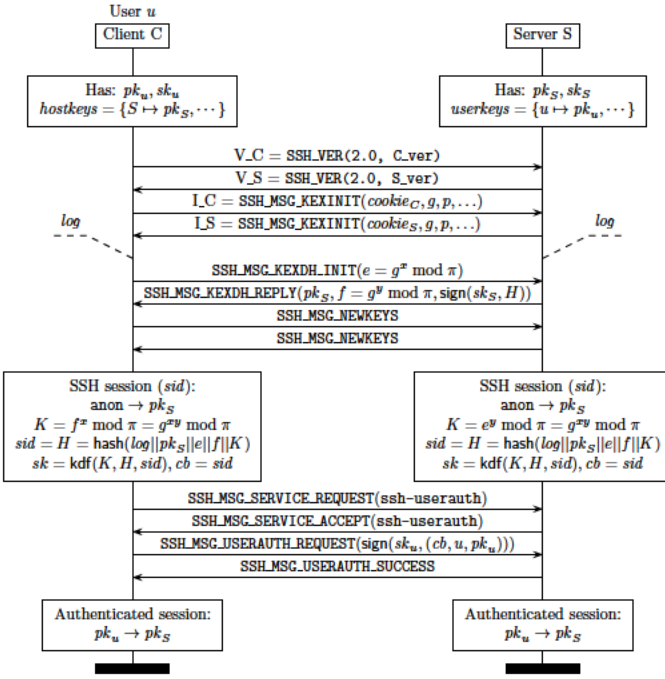 User u
Client C
Server S
Has: pk_u, sk_u
hostkeys = {S ↦ pk_S, ⋯}
Has: pk_S, sk_S
userkeys = {u ↦ pk_u, ⋯}
V_C = SSH_VER(2.0, C_ver)
V_S = SSH_VER(2.0, S_ver)
I_C = SSH_MSG_KEXINIT(cookie_C, g, p, ...)
I_S = SSH_MSG_KEXINIT(cookie_S, g, p, ...)
log
log
SSH_MSG_KEXDH_INIT(e = g^x mod π)
SSH_MSG_KEXDH_REPLY(pk_S, f = g^y mod π, sign(sk_S, H))
SSH_MSG_NEWKEYS
SSH_MSG_NEWKEYS
SSH session (sid):
anon → pk_S
K = f^x mod π = g^xy mod π
sid = H = hash(log||pk_S||e||f||K)
sk = kdf(K, H, sid), cb = sid
SSH session (sid):
anon → pk_S
K = e^y mod π = g^xy mod π
sid = H = hash(log||pk_S||e||f||K)
sk = kdf(K, H, sid), cb = sid
SSH_MSG_SERVICE_REQUEST(ssh-userauth)
SSH_MSG_SERVICE_ACCEPT(ssh-userauth)
SSH_MSG_USERAUTH_REQUEST(sign(sk_u, (cb, u, pk_u)))
SSH_MSG_USERAUTH_SUCCESS
Authenticated session:
pk_u → pk_S
Authenticated session:
pk_u → pk_S